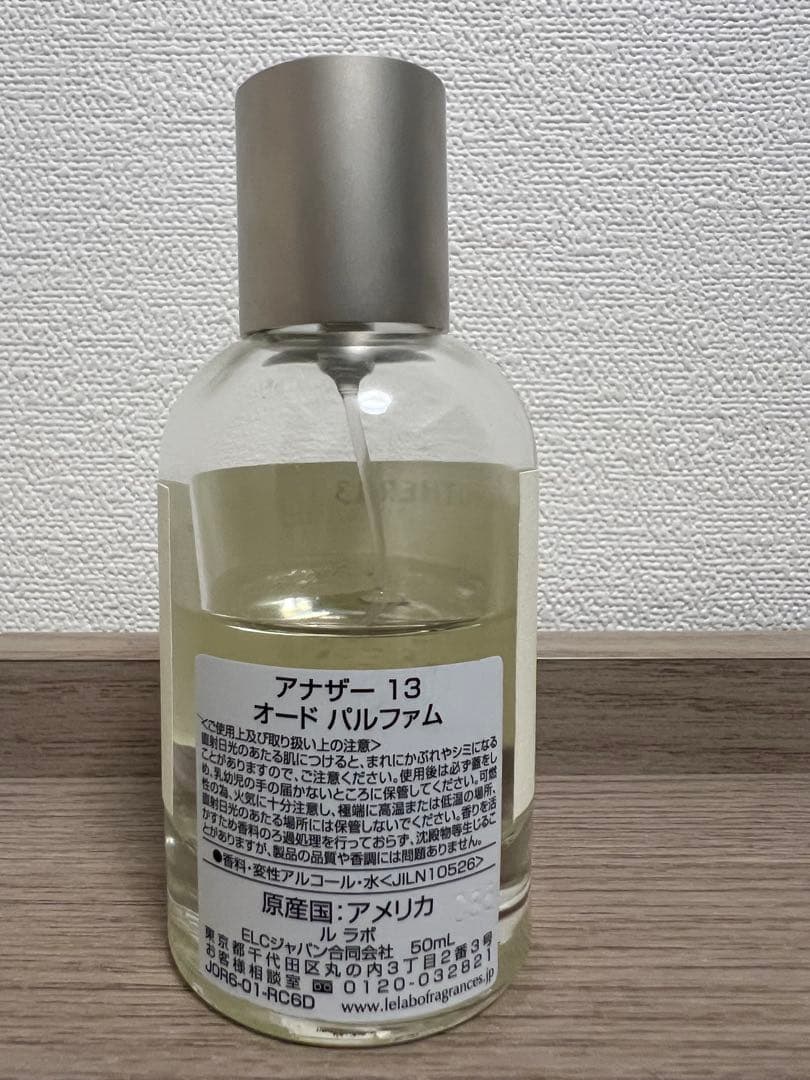 アナザー 13
オード パルファム
<ご使用上及び取り扱い上の注意>
直射日光のあたる肌につけると、まれにかぶれやシミになる
ことがありますので、ご注意ください。使用後は必ず蓋をし
め、乳幼児の手の届かないところに保管してください。可燃
性の為、火気に十分注意し、極端に高温または低温の場所、
直射日光のあたる場所には保管しないでください。香りを活
かすため香料のろ過処理を行っておらず、沈殿物等生じるこ
とがありますが、製品の品質や香調には問題ありません。
●香料・変性アルコール・水<JILN10526>
原産国:アメリカ
ル ラボ
ELCジャパン合同会社 50mL
東京都千代田区丸の内3丁目2番3号
お客様相談室 0120-032821
J0R6-01-RC6D www.lelabofragrances.jp